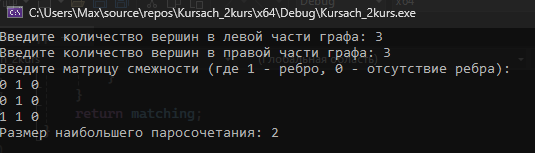 C:\Users\Max\source\repos\Kursach_2kurs\x64\Debug\Kursach_2kurs.exe
Введите количество вершин в левой части графа: 3
Введите количество вершин в правой части графа: 3
Введите матрицу смежности (где 1 - ребро, 0 - отсутствие ребра):
0 1 0
0 1 0
1 1 0
return matching;
Размер наибольшего паросочетания: 2